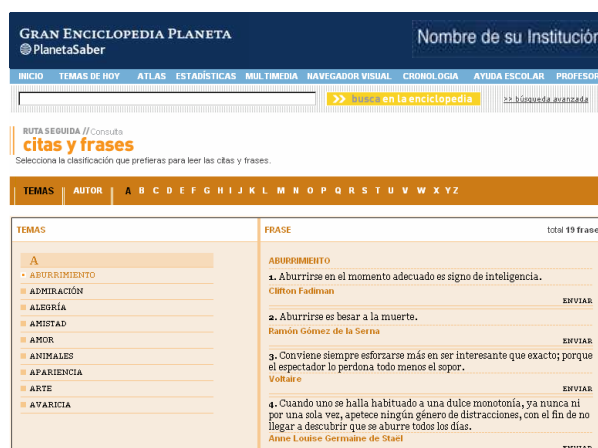 GRAN ENCICLOPEDIA PLANETA
PlanetaSaber
Nombre de su Institución
INICIO TEMAS DE HOY ATLAS ESTADÍSTICAS MULTIMEDIA NAVEGADOR VISUAL CRONOLOGIA AYUDA ESCOLAR PROFESOR
>> busca en la enciclopedia
>> búsqueda avanzada
RUTA SEGUIDA // Consulta
citas y frases
Selecciona la clasificación que prefieras para leer las citas y frases.
TEMAS AUTOR A B C D E F G H I J K L M N O P Q R S T U V W X Y Z
TEMAS
A
ABURRIMIENTO
ADMIRACIÓN
ALEGRÍA
AMISTAD
AMOR
ANIMALES
APARIENCIA
ARTE
AVARICIA
FRASE
total 19 frase
ABURRIMIENTO
1. Aburrirse en el momento adecuado es signo de inteligencia.
Clifton Fadiman
ENVIAR
2. Aburrirse es besar a la muerte.
Ramón Gómez de la Serna
ENVIAR
3. Conviene siempre esforzarse más en ser interesante que exacto; porque
el espectador lo perdona todo menos el sopor.
Voltaire
ENVIAR
4. Cuando uno se halla habituado a una dulce monotonía, ya nunca ni
por una sola vez, apetece ningún género de distracciones, con el fin de no
llegar a descubrir que se aburre todos los días.
Anne Louise Germaine de Staël
ENVIAR